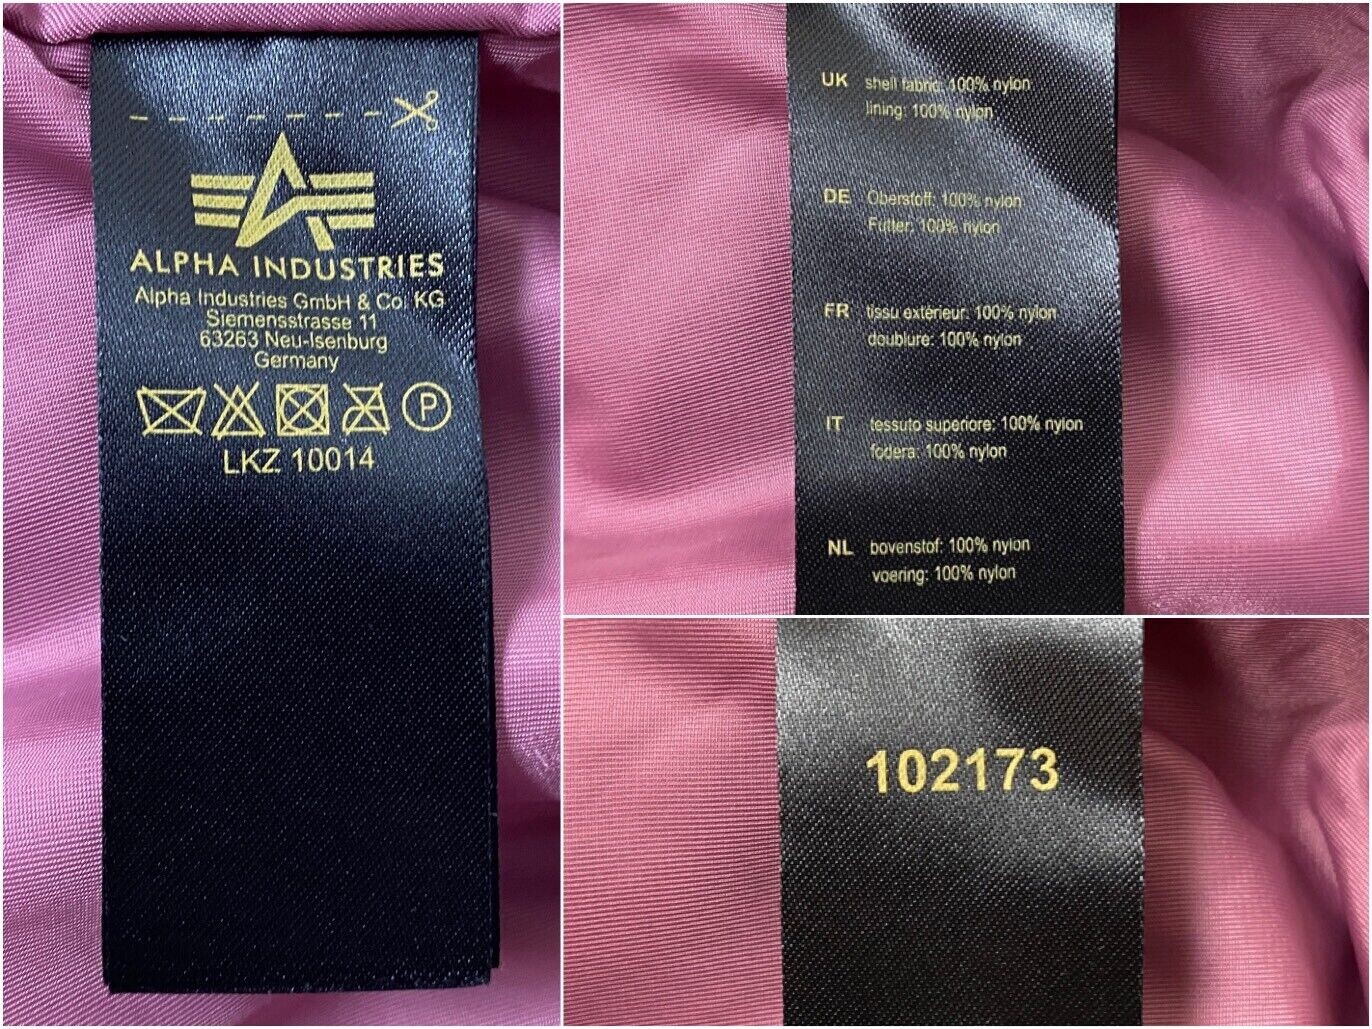 ALPHA INDUSTRIES
Alpha Industries GmbH & Co. KG
Siemensstrasse 11
63263 Neu-Isenburg
Germany
P
LKZ 10014
UK shell fabric: 100% nylon
lining: 100% nylon
DE Oberstoff: 100% nylon
Futter: 100% nylon
FR tissu extérieur: 100% nylon
doublure: 100% nylon
IT tessuto superiore: 100% nylon
fodera: 100% nylon
NL bovenstof: 100% nylon
voering: 100% nylon
102173